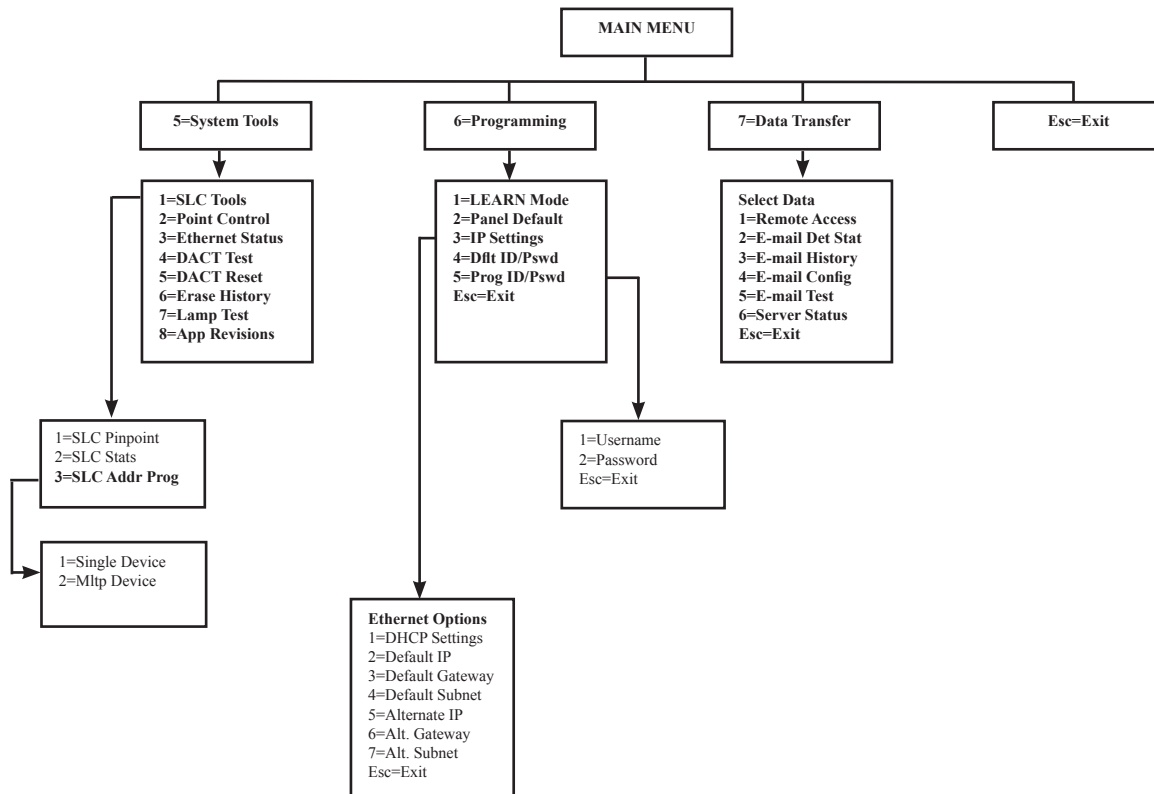 MAIN MENU
5=System Tools
6=Programming
7=Data Transfer
Esc=Exit
1=SLC Tools
2=Point Control
3=Ethernet Status
4=DACT Test
5=DACT Reset
6=Erase History
7=Lamp Test
8=App Revisions
1=LEARN Mode
2=Panel Default
3=IP Settings
4=Dflt ID/Pswd
5=Prog ID/Pswd
Esc=Exit
Select Data
1=Remote Access
2=E-mail Det Stat
3=E-mail History
4=E-mail Config
5=E-mail Test
6=Server Status
Esc=Exit
1=SLC Pinpoint
2=SLC Stats
3=SLC Addr Prog
1=Username
2=Password
Esc=Exit
1=Single Device
2=Mltp Device
Ethernet Options
1=DHCP Settings
2=Default IP
3=Default Gateway
4=Default Subnet
5=Alternate IP
6=Alt. Gateway
7=Alt. Subnet
Esc=Exit